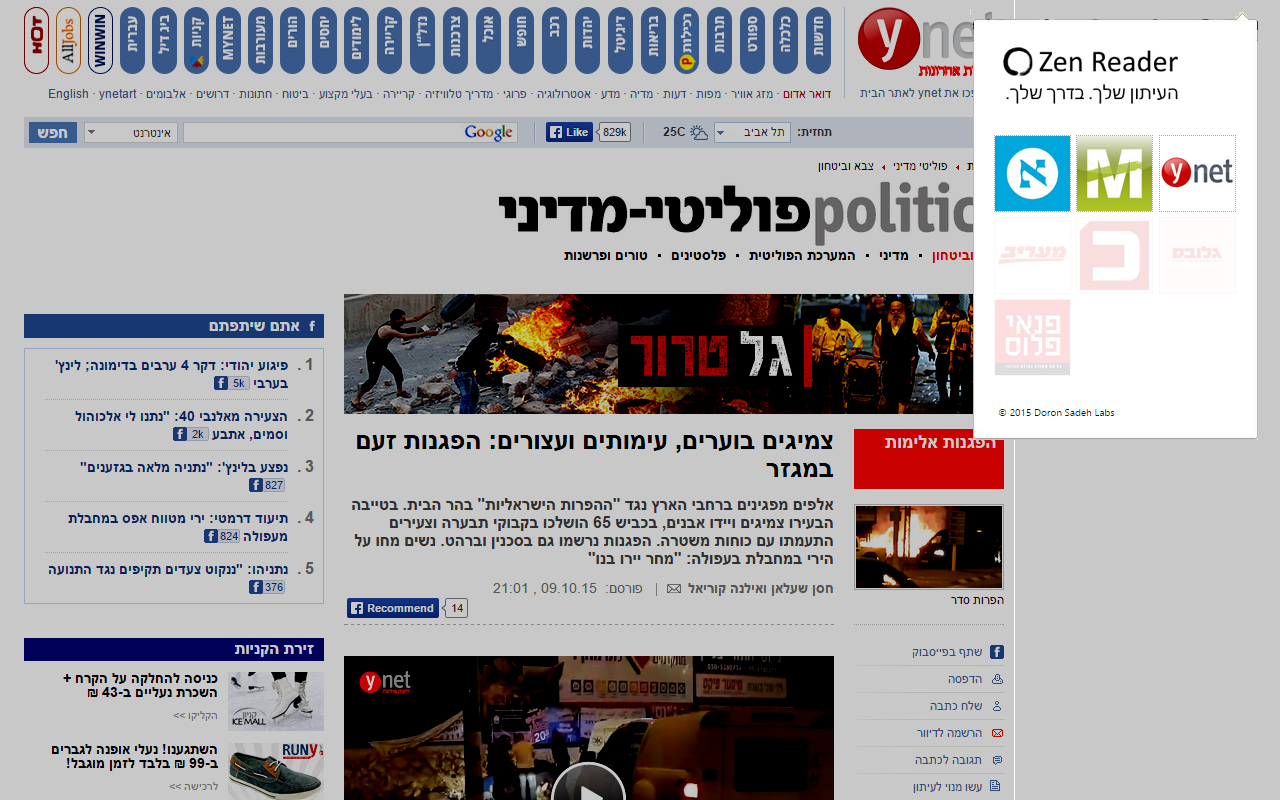 HOT
AllJobs
WINWIN
עברית
ביג דיל
קניות
MYNET
מעורבות
הורים
יחסים
לימודים
קריירה
נדל"ן
צרכנות
אוכל
חופש
רכב
יהדות
דיגיטל
בריאות
רכילות
תרבות
ספורט
כלכלה
חדשות
ynet
דואר אדום · מזג אוויר · מפות · דעות · מדיה · מדע · אסטרולוגיה · פרוגי · מדריך טלוויזיה · קריירה · בעלי מקצוע · ביטוח · חתונות · דרושים · אלבומים · ynetart · English
פכו את ynet לאתר הבית
תחזית:
תל אביב
25C
829k
Like
Google
אינטרנט
חפש
פוליטי מדיני
צבא וביטחון
politic
פוליטי-מדיני
וביטחון · מדיני · המערכת הפוליטית · פלסטינים · טורים ופרשנות
גל טרור
הפגנות אלימות
צמיגים בוערים, עימותים ועצורים: הפגנות זעם
במגזר
אלפים מפגינים ברחבי הארץ נגד "ההפרות הישראליות" בהר הבית. בטייבה
הבעירו צמיגים ויידו אבנים, בכביש 65 הושלכו בקבוקי תבערה וצעירים
התעמתו עם כוחות משטרה. הפגנות נרשמו גם בסכנין וברהט. נשים מחו על
הירי במחבלת בעפולה: "מחר יירו בנו"
חסן שעלאן ואילנה קוריאל
פורסם: 09.10.15 , 21:01
Recommend
14
הפרות סדר
שתף בפייסבוק
הדפסה
שלח כתבה
הרשמה לדיוור
תגובה לכתבה
עשו מנוי לעיתון
ynet
אתם שיתפתם
1. פיגוע יהודי: דקר 4 ערבים בדימונה; לינץ'
בערבי 5k
2. הצעירה מאלנבי 40: "נתנו לי אלכוהול
וסמים, אתבע 2k
3. נפצע בלינץ': "נתניה מלאה בגזענים"
827
4. תיעוד דרמטי: ירי מטווח אפס במחבלת
מעפולה 824
5. נתניהו: "ננקוט צעדים תקיפים נגד התנועה
376
זירת הקניות
כניסה להחלקה על הקרח +
השכרת נעליים ב-43 ₪
הקליקו >>
קניון
ICE MALL
השתגענו! נעלי אופנה לגברים
ב-99 ₪ בלבד לזמן מוגבל!
לרכישה >>
RUN
Zen Reader
העיתון שלך. בדרך שלך.
א
M
ynet
מעריב
כ
גלובס
פנאי
פלוס
© 2015 Doron Sadeh Labs